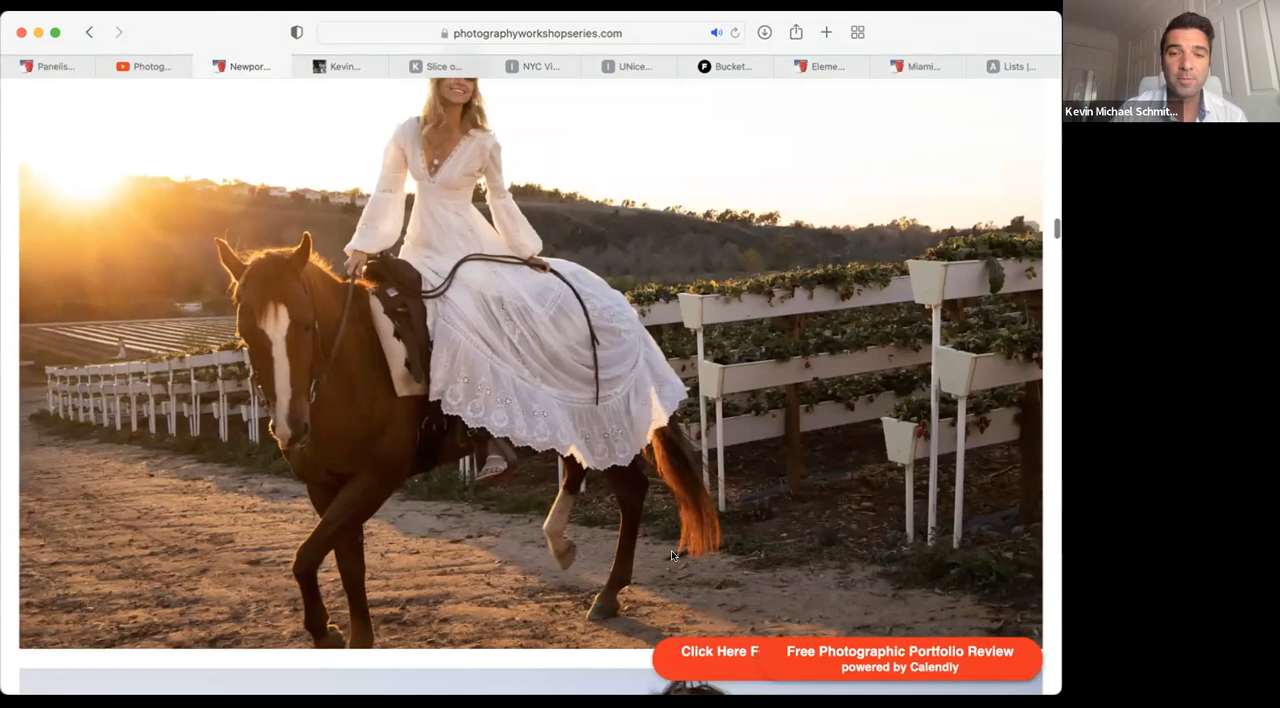 photographyworkshopseries.com
Panelis...
Photog...
Newpor...
Kevin...
Slice o...
NYC Vi...
UNice...
Bucket...
Eleme...
Miami...
Lists |...
Kevin Michael Schmit...
Click Here F
Free Photographic Portfolio Review
powered by Calendly